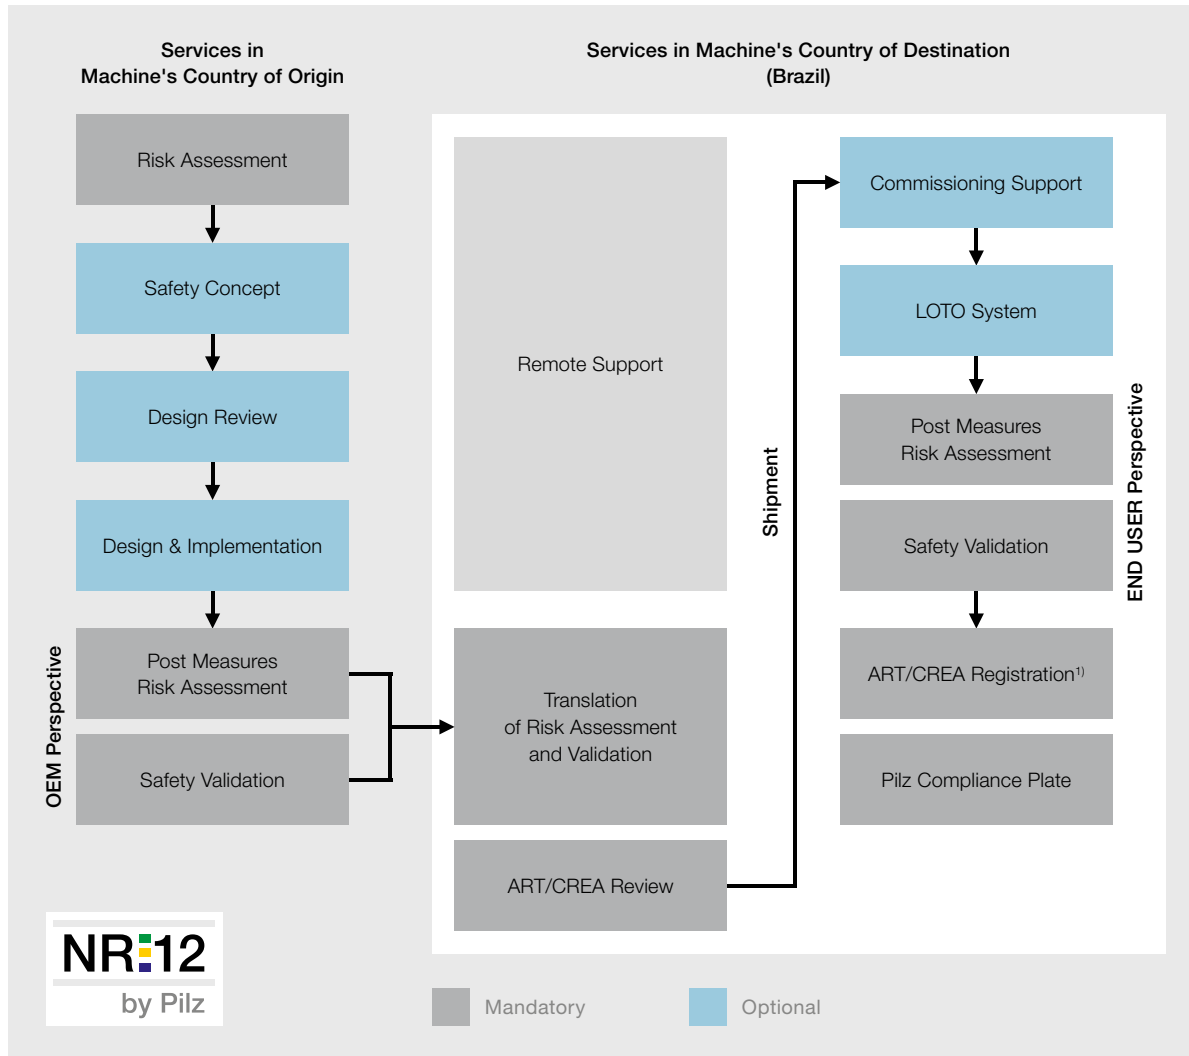 Services in
Machine's Country of Origin
Services in Machine's Country of Destination
(Brazil)
Risk Assessment
Safety Concept
Design Review
Design & Implementation
OEM Perspective
Post Measures
Risk Assessment
Safety Validation
Remote Support
Translation
of Risk Assessment
and Validation
ART/CREA Review
Shipment
Commissioning Support
LOTO System
Post Measures
Risk Assessment
Safety Validation
END USER Perspective
ART/CREA Registration¹⁾
Pilz Compliance Plate
NR12
by Pilz
Mandatory
Optional